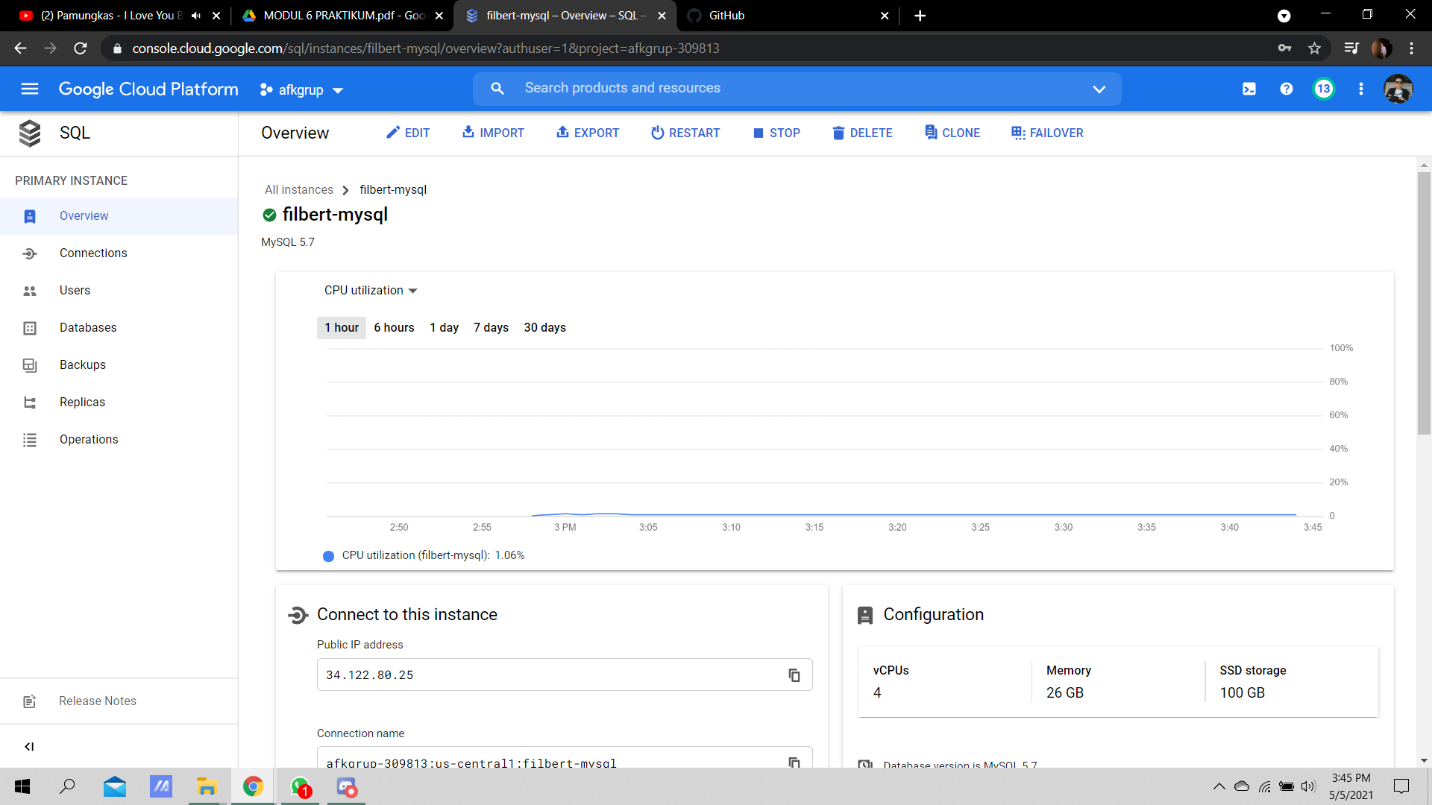 (2) Pamungkas - I Love You B
MODUL 6 PRAKTIKUM.pdf - Goo
filbert-mysql – Overview – SQL –
GitHub
console.cloud.google.com/sql/instances/filbert-mysql/overview?authuser=1&project=afkgrup-309813
Google Cloud Platform
afkgrup
Search products and resources
13
SQL
Overview
EDIT
IMPORT
EXPORT
RESTART
STOP
DELETE
CLONE
FAILOVER
PRIMARY INSTANCE
Overview
Connections
Users
Databases
Backups
Replicas
Operations
Release Notes
All instances
filbert-mysql
filbert-mysql
MySQL 5.7
CPU utilization
1 hour 6 hours 1 day 7 days 30 days
100%
80%
60%
40%
20%
0
2:50 2:55 3 PM 3:05 3:10 3:15 3:20 3:25 3:30 3:35 3:40 3:45
CPU utilization (filbert-mysql): 1.06%
Connect to this instance
Public IP address
34.122.80.25
Connection name
afkgrup-309813:us-central1:filbert-mysql
Configuration
vCPUs Memory SSD storage
4 26 GB 100 GB
Database version is MySQL 5.7
1
3:45 PM
5/5/2021